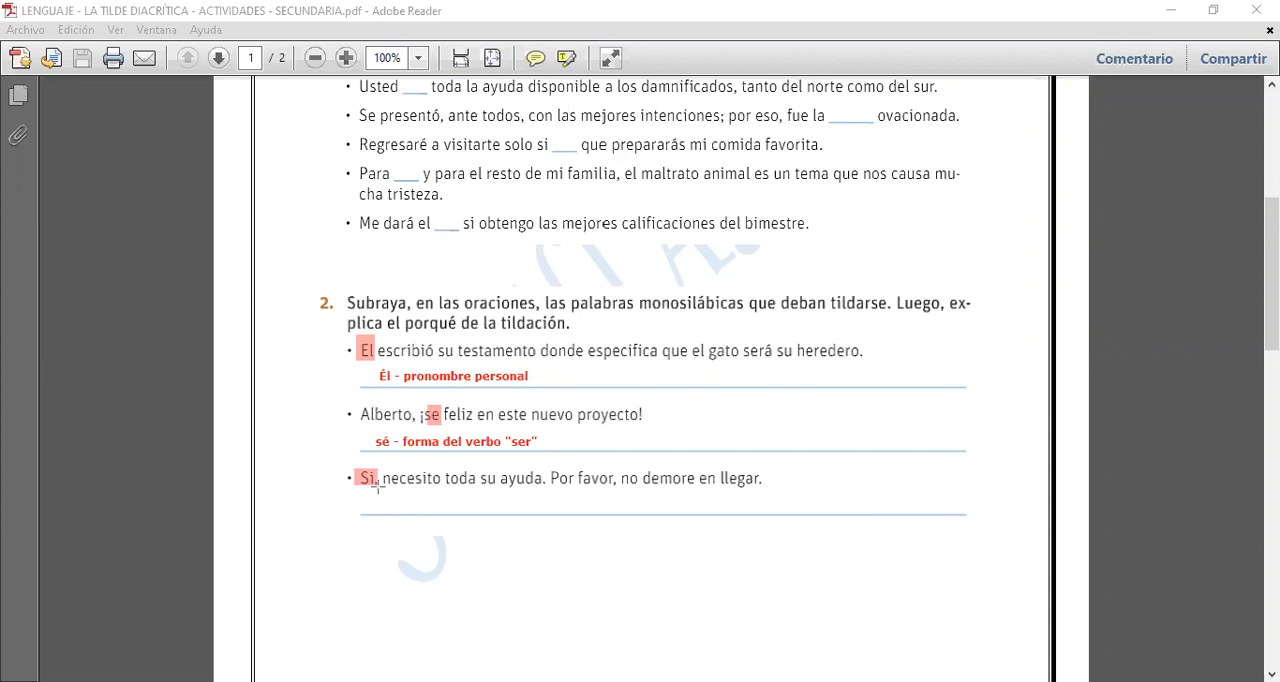 LENGUAJE - LA TILDE DIACRÍTICA - ACTIVIDADES - SECUNDARIA.pdf - Adobe Reader
Archivo Edición Ver Ventana Ayuda
1 / 2 100% Comentario Compartir
• Usted ___ toda la ayuda disponible a los damnificados, tanto del norte como del sur.
• Se presentó, ante todos, con las mejores intenciones; por eso, fue la _____ ovacionada.
• Regresaré a visitarte solo si ___ que prepararás mi comida favorita.
• Para ___ y para el resto de mi familia, el maltrato animal es un tema que nos causa mu-
cha tristeza.
• Me dará el ___ si obtengo las mejores calificaciones del bimestre.
2. Subraya, en las oraciones, las palabras monosilábicas que deban tildarse. Luego, ex-
plica el porqué de la tildación.
• El escribió su testamento donde especifica que el gato será su heredero.
Él - pronombre personal
Alberto, ¡se feliz en este nuevo proyecto!
sé - forma del verbo "ser"
• Si, necesito toda su ayuda. Por favor, no demore en llegar.